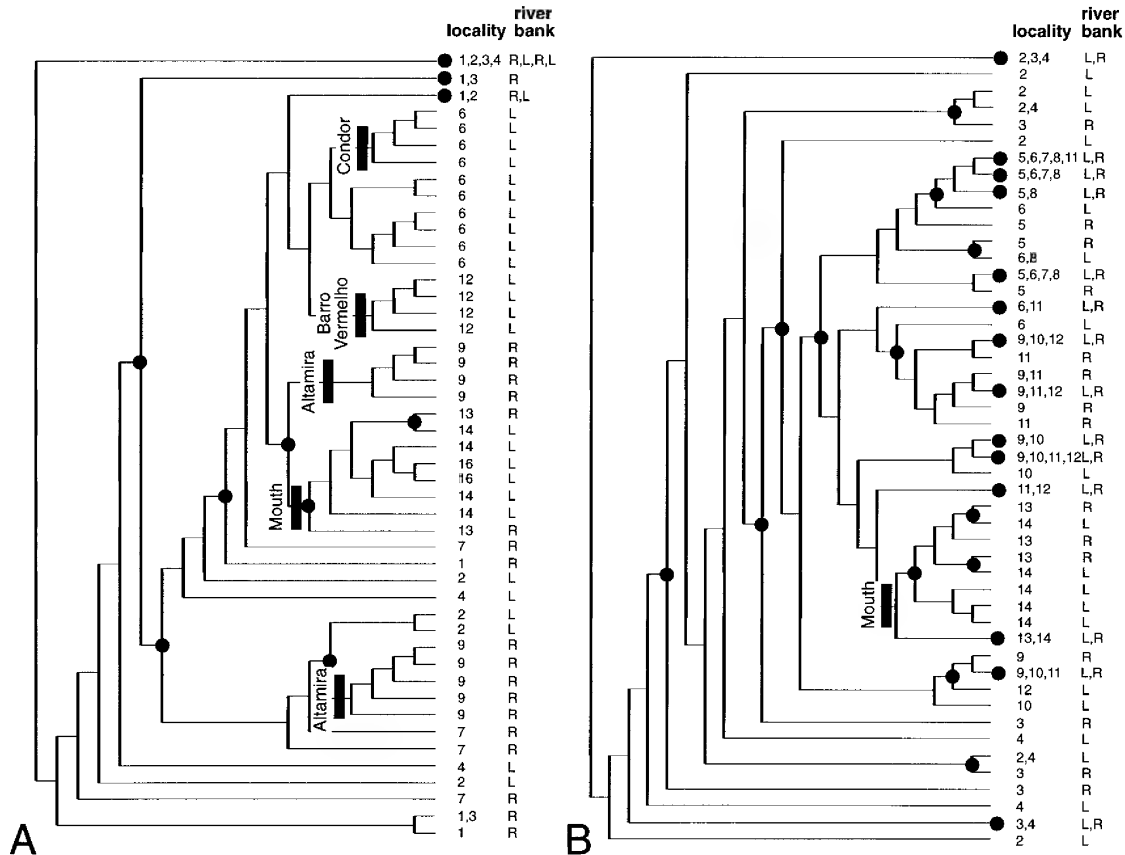 locality river bank
1,2,3,4 R,L,R,L
1,3 R
1,2 R,L
6 L
6 L
6 L
6 L
6 L
6 L
6 L
6 L
6 L
6 L
12 L
12 L
12 L
12 L
9 R
9 R
9 R
9 R
13 R
14 L
14 L
16 L
16 L
14 L
14 L
13 R
7 R
1 R
2 L
4 L
2 L
2 L
9 R
9 R
9 R
9 R
9 R
7 R
7 R
4 L
2 L
7 R
1,3 R
1 R
Condor
Barro Vermelho
Altamira
Mouth
Altamira
A
locality river bank
2,3,4 L,R
2 L
2 L
2,4 L
3 R
2 L
5,6,7,8,11 L,R
5,6,7,8 L,R
5,8 L,R
6 L
5 R
5 R
6,8 L
5,6,7,8 L,R
5 R
6,11 L,R
6 L
9,10,12 L,R
11 R
9,11 R
9,11,12 L,R
9 R
11 R
9,10 L,R
9,10,11,12 L,R
10 L
11,12 L,R
13 R
14 L
13 R
13 R
14 L
14 L
14 L
14 L
13,14 L,R
9 R
9,10,11 L,R
12 L
10 L
3 R
4 L
2,4 L
3 R
3 R
4 L
3,4 L,R
2 L
Mouth
B